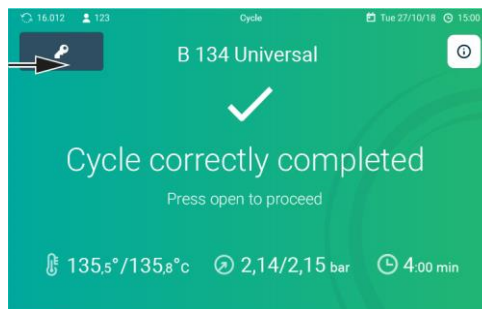 16.012 123 Cycle Tue 27/10/18 15:00
B 134 Universal
Cycle correctly completed
Press open to proceed
135,5°/135,8°c 2,14/2,15 bar 4:00 min